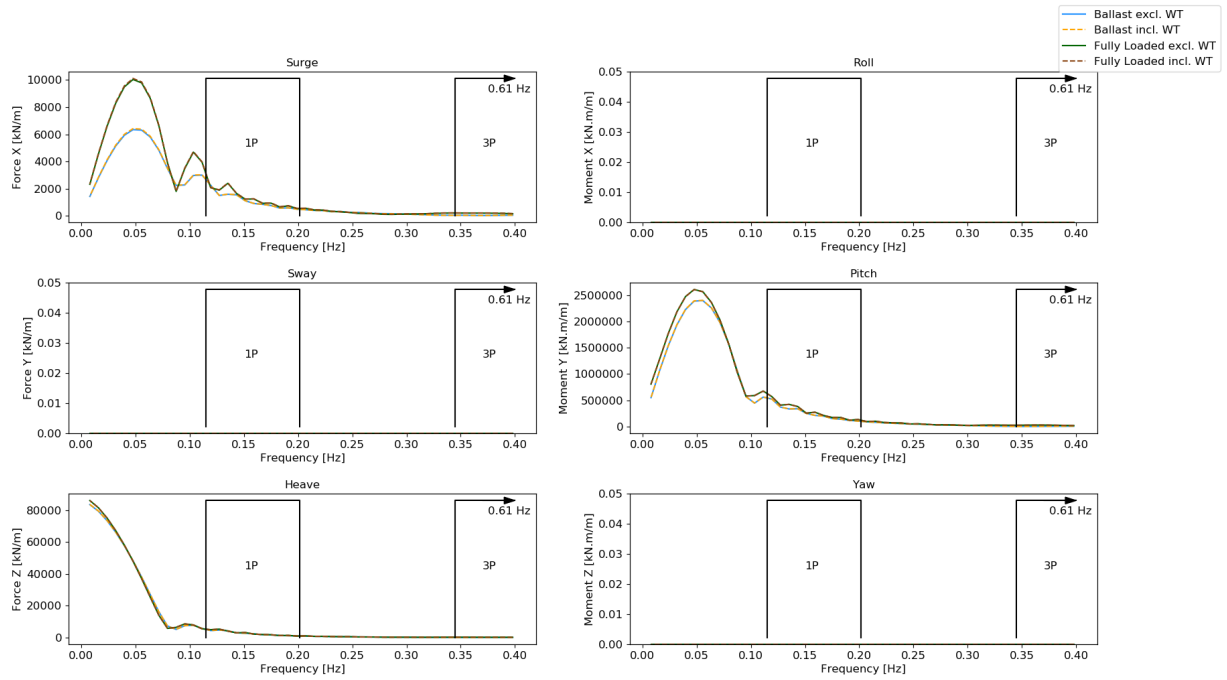 Ballast excl. WT
Ballast incl. WT
Fully Loaded excl. WT
Fully Loaded incl. WT
Surge
Force X [kN/m]
10000
8000
6000
4000
2000
0
1P
3P
0.61 Hz
0.00 0.05 0.10 0.15 0.20 0.25 0.30 0.35 0.40
Frequency [Hz]
Roll
Moment X [kN.m/m]
0.05
0.04
0.03
0.02
0.01
0.00
1P
3P
0.61 Hz
0.00 0.05 0.10 0.15 0.20 0.25 0.30 0.35 0.40
Frequency [Hz]
Sway
Force Y [kN/m]
0.05
0.04
0.03
0.02
0.01
0.00
1P
3P
0.61 Hz
0.00 0.05 0.10 0.15 0.20 0.25 0.30 0.35 0.40
Frequency [Hz]
Pitch
Moment Y [kN.m/m]
2500000
2000000
1500000
1000000
500000
0
1P
3P
0.61 Hz
0.00 0.05 0.10 0.15 0.20 0.25 0.30 0.35 0.40
Frequency [Hz]
Heave
Force Z [kN/m]
80000
60000
40000
20000
0
1P
3P
0.61 Hz
0.00 0.05 0.10 0.15 0.20 0.25 0.30 0.35 0.40
Frequency [Hz]
Yaw
Moment Z [kN.m/m]
0.05
0.04
0.03
0.02
0.01
0.00
1P
3P
0.61 Hz
0.00 0.05 0.10 0.15 0.20 0.25 0.30 0.35 0.40
Frequency [Hz]